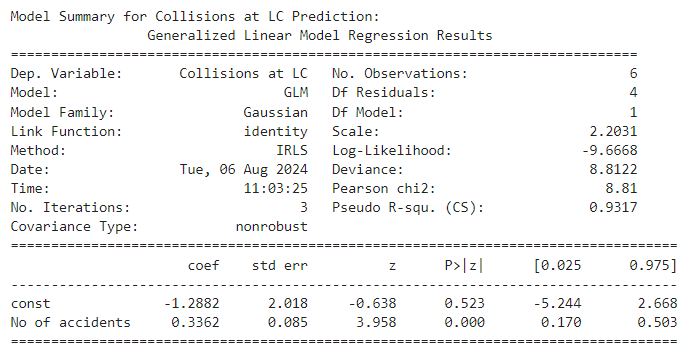 Model Summary for Collisions at LC Prediction:
Generalized Linear Model Regression Results
==============================================================================
Dep. Variable: Collisions at LC No. Observations: 6
Model: GLM Df Residuals: 4
Model Family: Gaussian Df Model: 1
Link Function: identity Scale: 2.2031
Method: IRLS Log-Likelihood: -9.6668
Date: Tue, 06 Aug 2024 Deviance: 8.8122
Time: 11:03:25 Pearson chi2: 8.81
No. Iterations: 3 Pseudo R-squ. (CS): 0.9317
Covariance Type: nonrobust
===================================================================================
coef std err z P>|z| [0.025 0.975]
-----------------------------------------------------------------------------------
const -1.2882 2.018 -0.638 0.523 -5.244 2.668
No of accidents 0.3362 0.085 3.958 0.000 0.170 0.503
===================================================================================